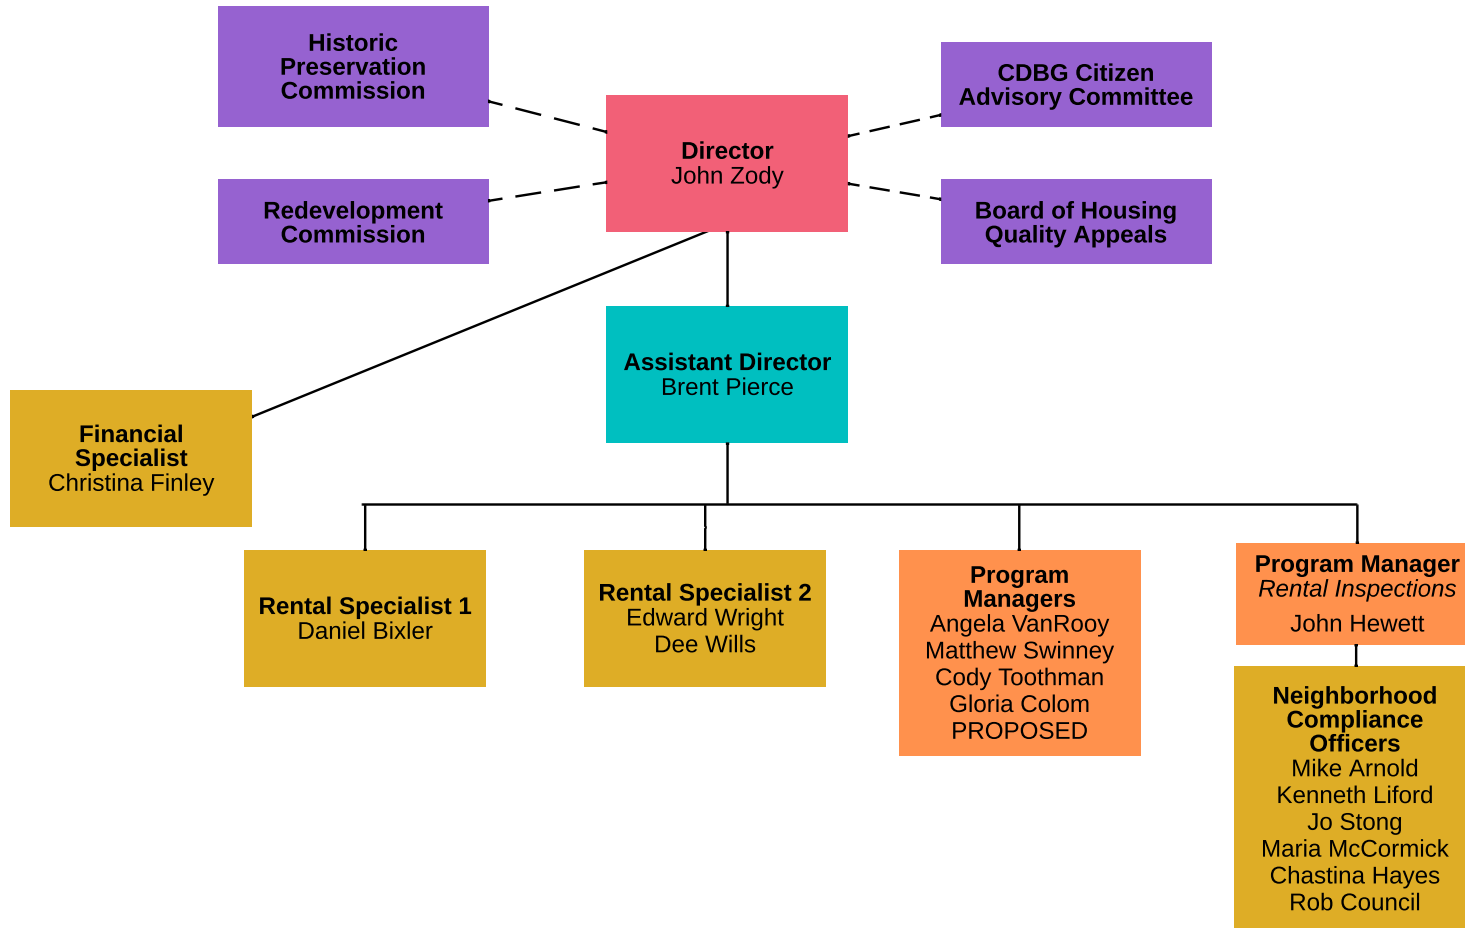 Historic
Preservation
Commission
CDBG Citizen
Advisory Committee
Director
John Zody
Redevelopment
Commission
Board of Housing
Quality Appeals
Assistant Director
Brent Pierce
Financial
Specialist
Christina Finley
Rental Specialist 1
Daniel Bixler
Rental Specialist 2
Edward Wright
Dee Wills
Program
Managers
Angela VanRooy
Matthew Swinney
Cody Toothman
Gloria Colom
PROPOSED
Program Manager
Rental Inspections
John Hewett
Neighborhood
Compliance
Officers
Mike Arnold
Kenneth Liford
Jo Stong
Maria McCormick
Chastina Hayes
Rob Council